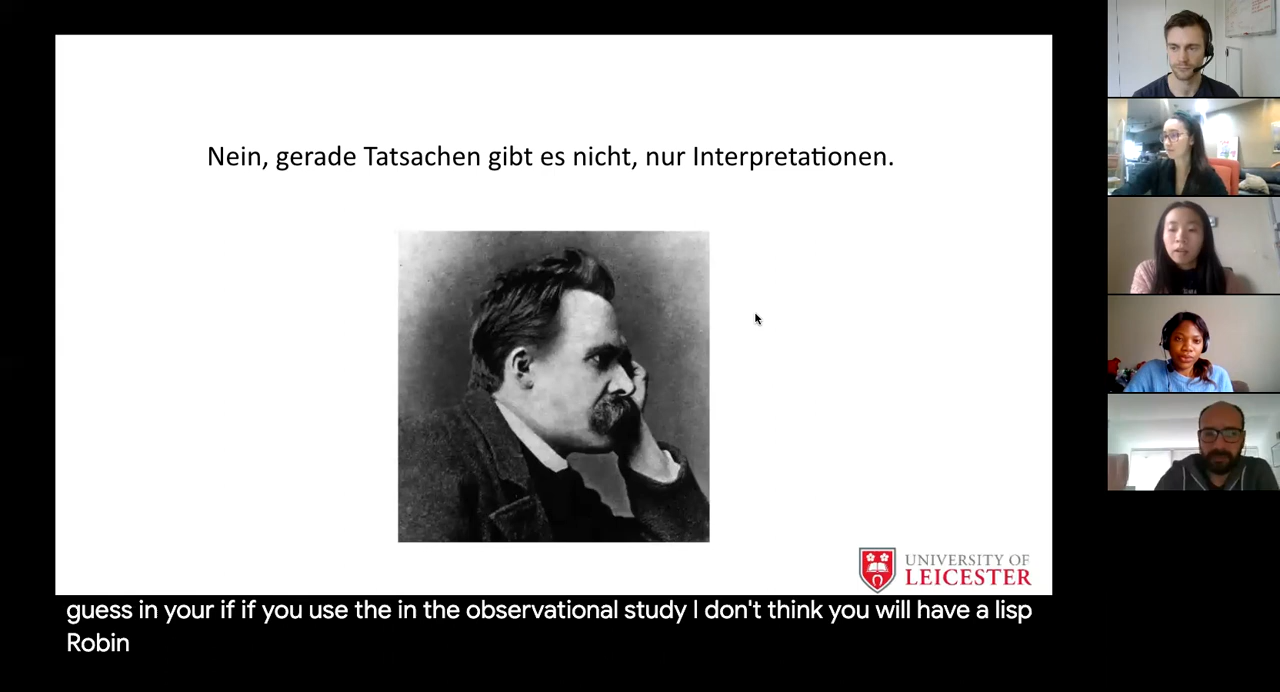 Nein, gerade Tatsachen gibt es nicht, nur Interpretationen.
UNIVERSITY OF
LEICESTER
guess in your if if you use the in the observational study I don't think you will have a lisp
Robin